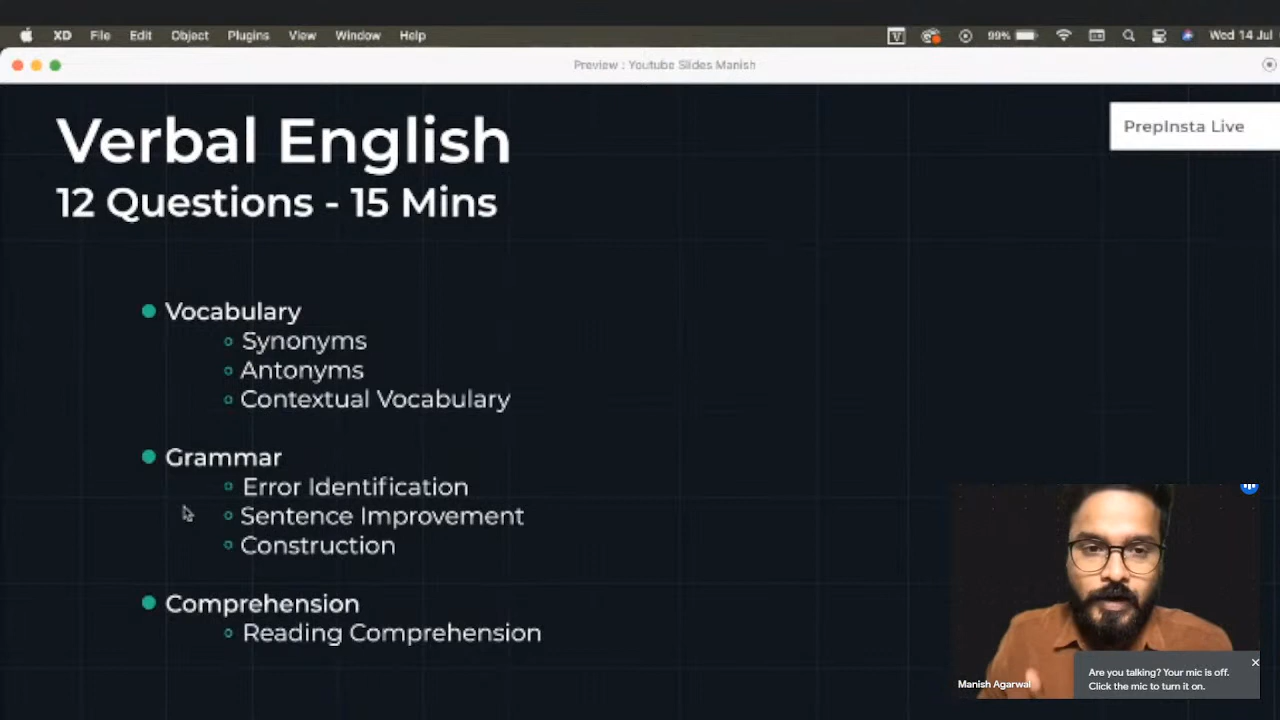 XD File Edit Object Plugins View Window Help 99% Wed 14 Jul
Preview : Youtube Slides Manish
Verbal English
PrepInsta Live
12 Questions - 15 Mins
Vocabulary
Synonyms
Antonyms
Contextual Vocabulary
Grammar
Error Identification
Sentence Improvement
Construction
Comprehension
Reading Comprehension
Are you talking? Your mic is off.
Click the mic to turn it on.
Manish Agarwal